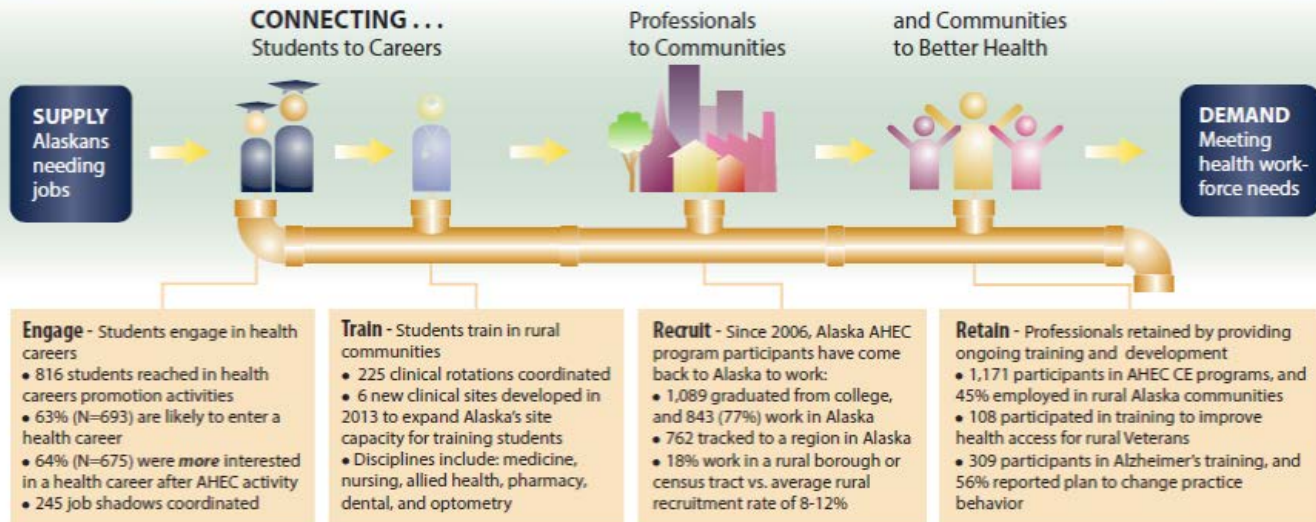 CONNECTING . . .
Students to Careers
Professionals
to Communities
and Communities
to Better Health
SUPPLY
Alaskans
needing
jobs
DEMAND
Meeting
health work-
force needs
Engage - Students engage in health
careers
• 816 students reached in health
careers promotion activities
• 63% (N=693) are likely to enter a
health career
• 64% (N=675) were more interested
in a health career after AHEC activity
• 245 job shadows coordinated
Train - Students train in rural
communities
• 225 clinical rotations coordinated
• 6 new clinical sites developed in
2013 to expand Alaska's site
capacity for training students
• Disciplines include: medicine,
nursing, allied health, pharmacy,
dental, and optometry
Recruit - Since 2006, Alaska AHEC
program participants have come
back to Alaska to work:
• 1,089 graduated from college,
and 843 (77%) work in Alaska
• 762 tracked to a region in Alaska
• 18% work in a rural borough or
census tract vs. average rural
recruitment rate of 8-12%
Retain - Professionals retained by providing
ongoing training and development
• 1,171 participants in AHEC CE programs, and
45% employed in rural Alaska communities
• 108 participated in training to improve
health access for rural Veterans
• 309 participants in Alzheimer's training, and
56% reported plan to change practice
behavior